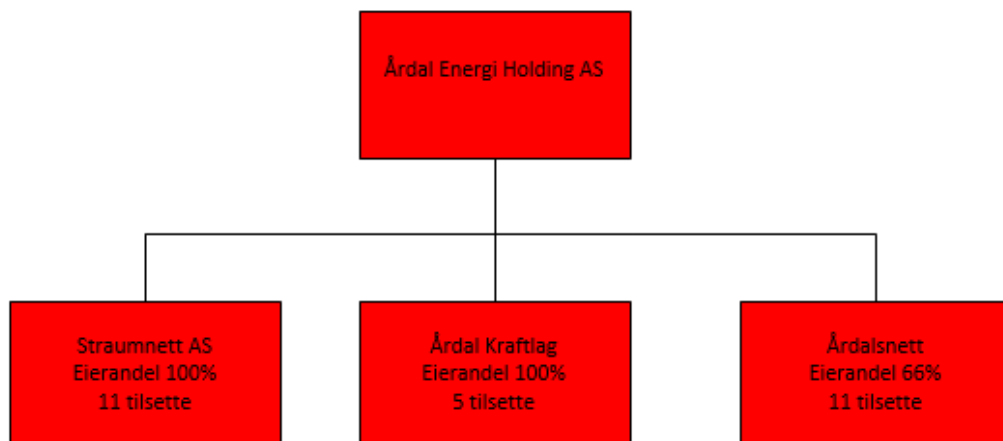 Årdal Energi Holding AS
Straumnett AS
Eierandel 100%
11 tilsette
Årdal Kraftlag
Eierandel 100%
5 tilsette
Årdalsnett
Eierandel 66%
11 tilsette